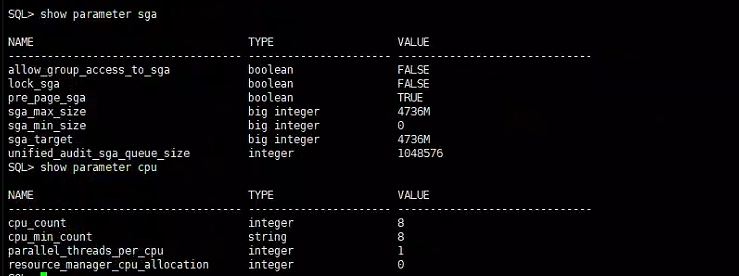 SQL> show parameter sga
NAME TYPE VALUE
------------------------------------ ---------------------- ------------------------------
allow_group_access_to_sga boolean FALSE
lock_sga boolean FALSE
pre_page_sga boolean TRUE
sga_max_size big integer 4736M
sga_min_size big integer 0
sga_target big integer 4736M
unified_audit_sga_queue_size integer 1048576
SQL> show parameter cpu
NAME TYPE VALUE
------------------------------------ ---------------------- ------------------------------
cpu_count integer 8
cpu_min_count string 8
parallel_threads_per_cpu integer 1
resource_manager_cpu_allocation integer 0
SQL>